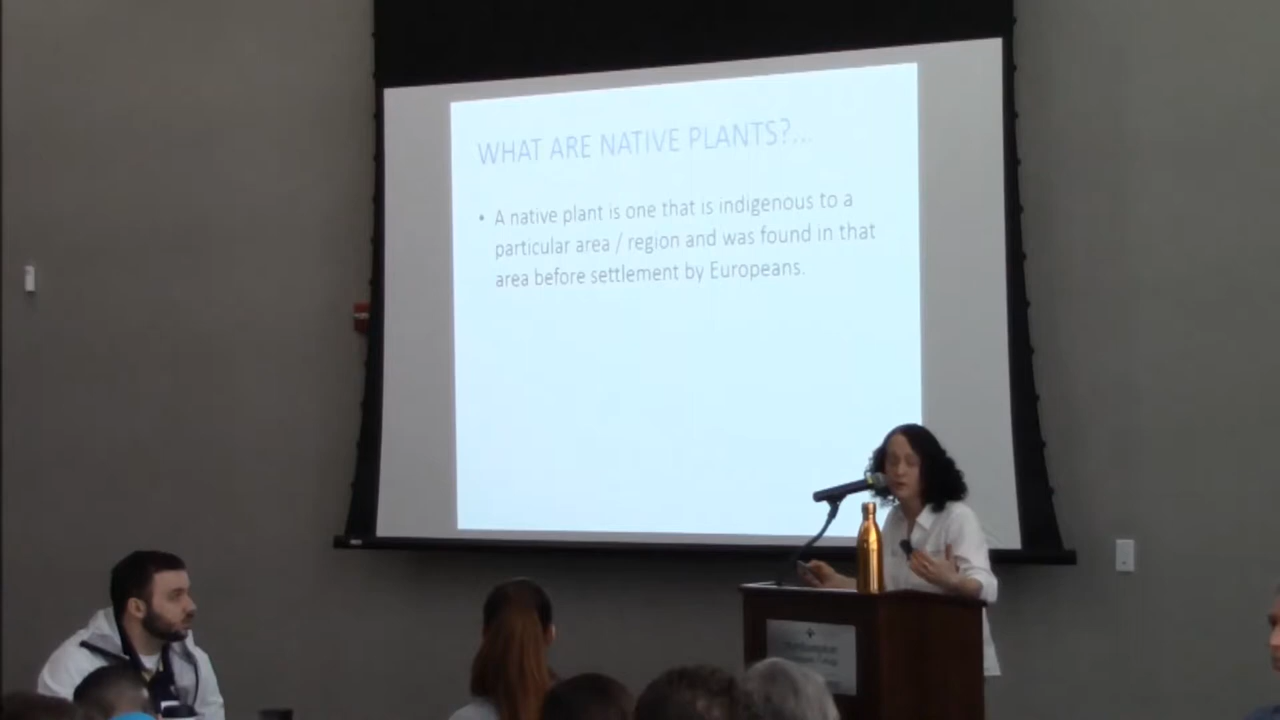 WHAT ARE NATIVE PLANTS?...
• A native plant is one that is indigenous to a
particular area / region and was found in that
area before settlement by Europeans.